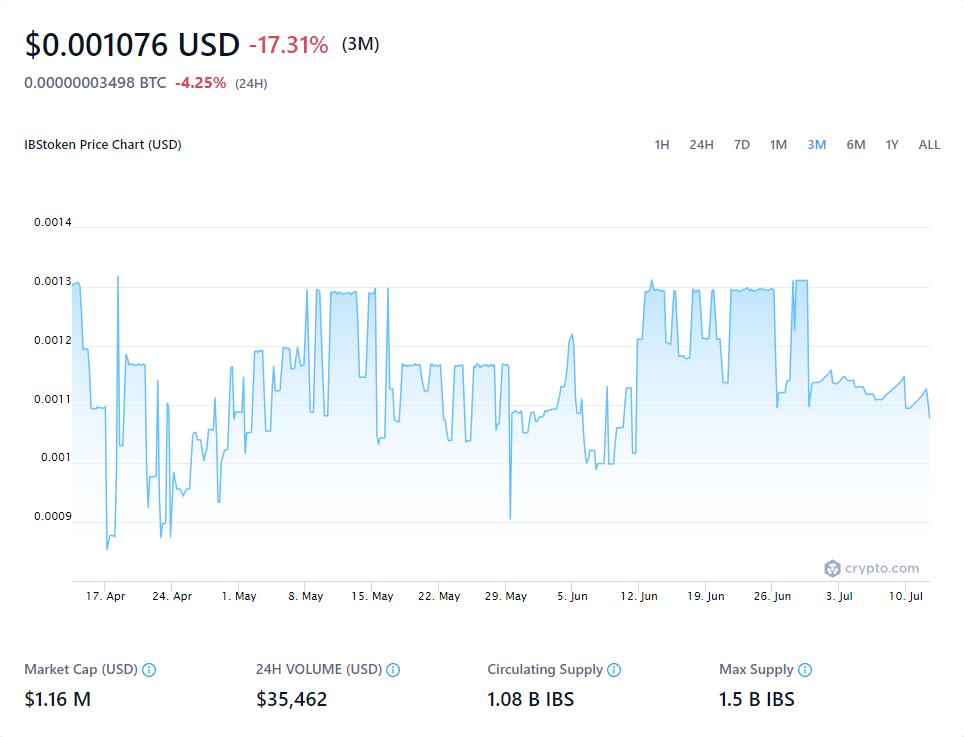 $0.001076 USD -17.31% (3M)
0.00000003498 BTC -4.25% (24H)
IBStoken Price Chart (USD) 1H 24H 7D 1M 3M 6M 1Y ALL
0.0014
0.0013
0.0012
0.0011
0.001
0.0009
crypto.com
17. Apr 24. Apr 1. May 8. May 15. May 22. May 29. May 5. Jun 12. Jun 19. Jun 26. Jun 3. Jul 10. Jul
Market Cap (USD) 24H VOLUME (USD) Circulating Supply Max Supply
$1.16 M $35,462 1.08 B IBS 1.5 B IBS